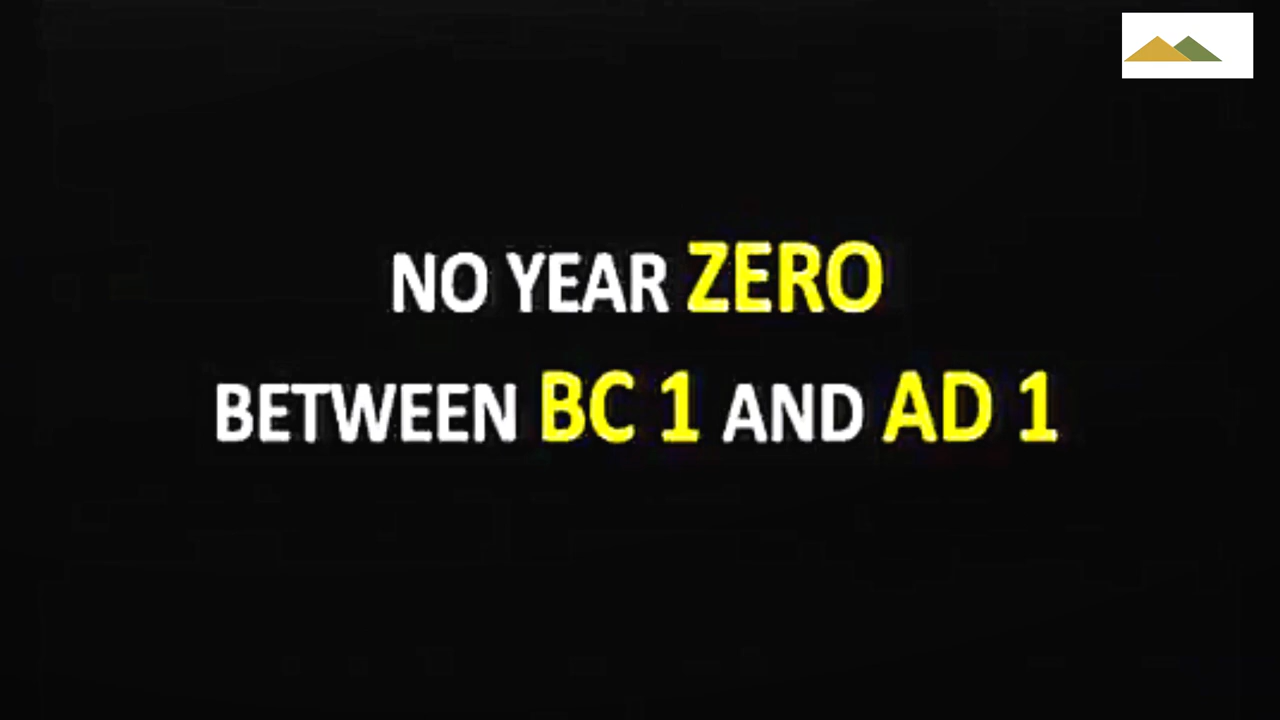 NO YEAR ZERO
BETWEEN BC 1 AND AD 1